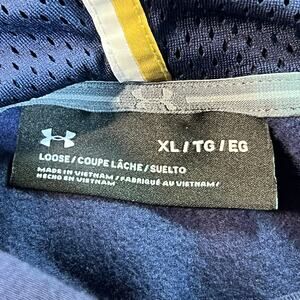 XL / TG / EG
LOOSE / COUPE LÂCHE / SUELTO
MADE IN VIETNAM
HECHO EN VIETNAM / FABRIQUÉ AU VIETNAM /